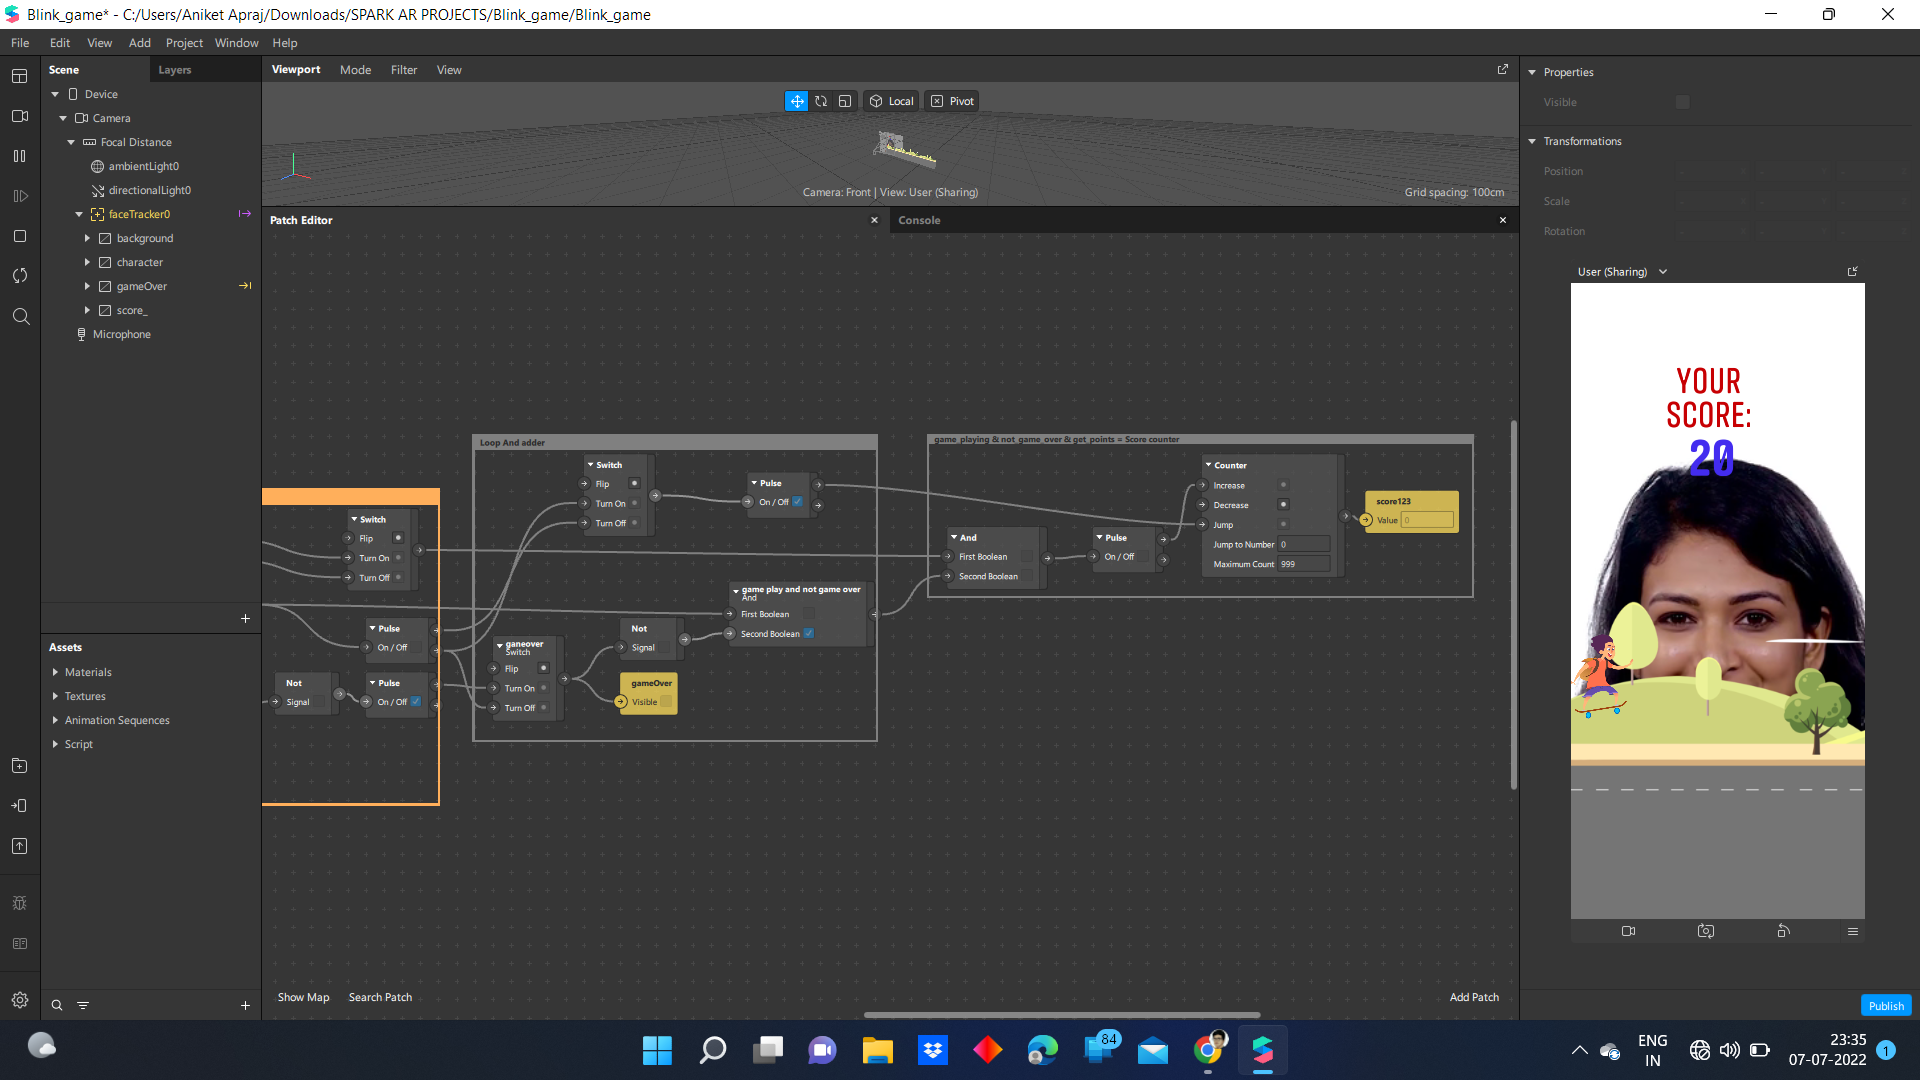 Blink_game* - C:/Users/Aniket Apraj/Downloads/SPARK AR PROJECTS/Blink_game/Blink_game
File Edit View Add Project Window Help
Scene Layers
Device
Camera
Focal Distance
ambientLight0
directionalLight0
faceTracker0
background
character
gameOver
score_
Microphone
Assets
Materials
Textures
Animation Sequences
Script
Viewport Mode Filter View
Local Pivot
Camera: Front | View: User (Sharing)
Grid spacing: 100cm
Patch Editor
Console
Switch
Flip
Turn On
Turn Off
Pulse
On / Off
Not
Signal
Pulse
On / Off
Loop And adder
Switch
Flip
Turn On
Turn Off
Pulse
On / Off
game play and not game over
And
First Boolean
Second Boolean
ganeover
Switch
Flip
Turn On
Turn Off
Not
Signal
gameOver
Visible
game_playing & not_game_over & get_points = Score counter
And
First Boolean
Second Boolean
Pulse
On / Off
Counter
Increase
Decrease
Jump
Jump to Number 0
Maximum Count 999
score123
Value 0
Show Map Search Patch
Add Patch
Properties
Visible
Transformations
Position
Scale
Rotation
User (Sharing)
YOUR
SCORE:
20
Publish
84
ENG
IN
23:35
07-07-2022
1